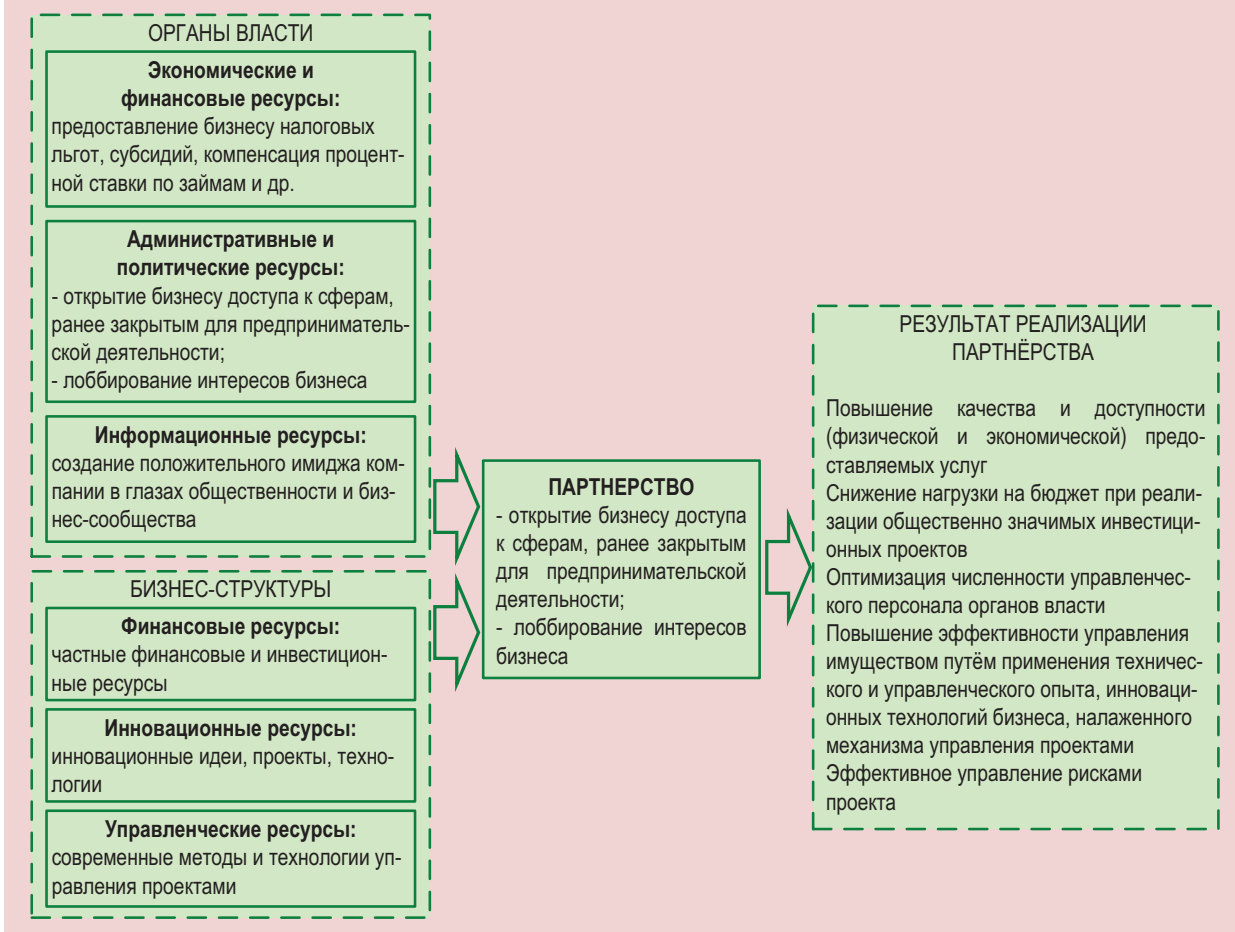 ОРГАНЫ ВЛАСТИ
Экономические и
финансовые ресурсы:
предоставление бизнесу налоговых
льгот, субсидий, компенсация процент-
ной ставки по займам и др.
Административные и
политические ресурсы:
- открытие бизнесу доступа к сферам,
ранее закрытым для предприниматель-
ской деятельности;
- лоббирование интересов бизнеса
Информационные ресурсы:
создание положительного имиджа ком-
пании в глазах общественности и биз-
нес-сообщества
БИЗНЕС-СТРУКТУРЫ
Финансовые ресурсы:
частные финансовые и инвестицион-
ные ресурсы
Инновационные ресурсы:
инновационные идеи, проекты, техно-
логии
Управленческие ресурсы:
современные методы и технологии уп-
равления проектами
ПАРТНЕРСТВО
- открытие бизнесу доступа
к сферам, ранее закрытым
для предпринимательской
деятельности;
- лоббирование интересов
бизнеса
РЕЗУЛЬТАТ РЕАЛИЗАЦИИ
ПАРТНЁРСТВА
Повышение качества и доступности
(физической и экономической) предо-
ставляемых услуг
Снижение нагрузки на бюджет при реали-
зации общественно значимых инвестици-
онных проектов
Оптимизация численности управленчес-
кого персонала органов власти
Повышение эффективности управления
имуществом путём применения техничес-
кого и управленческого опыта, инноваци-
онных технологий бизнеса, налаженного
механизма управления проектами
Эффективное управление рисками
проекта